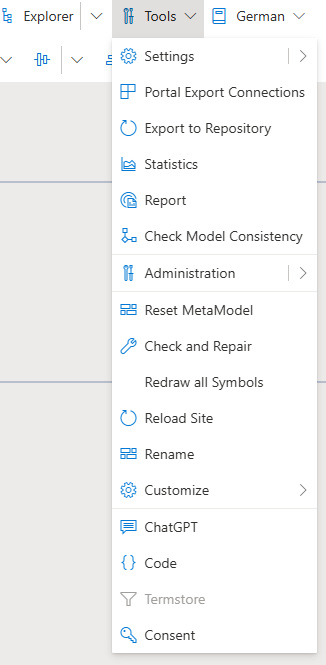 Explorer
Tools
German
Settings
Portal Export Connections
Export to Repository
Statistics
Report
Check Model Consistency
Administration
Reset MetaModel
Check and Repair
Redraw all Symbols
Reload Site
Rename
Customize
ChatGPT
Code
Termstore
Consent